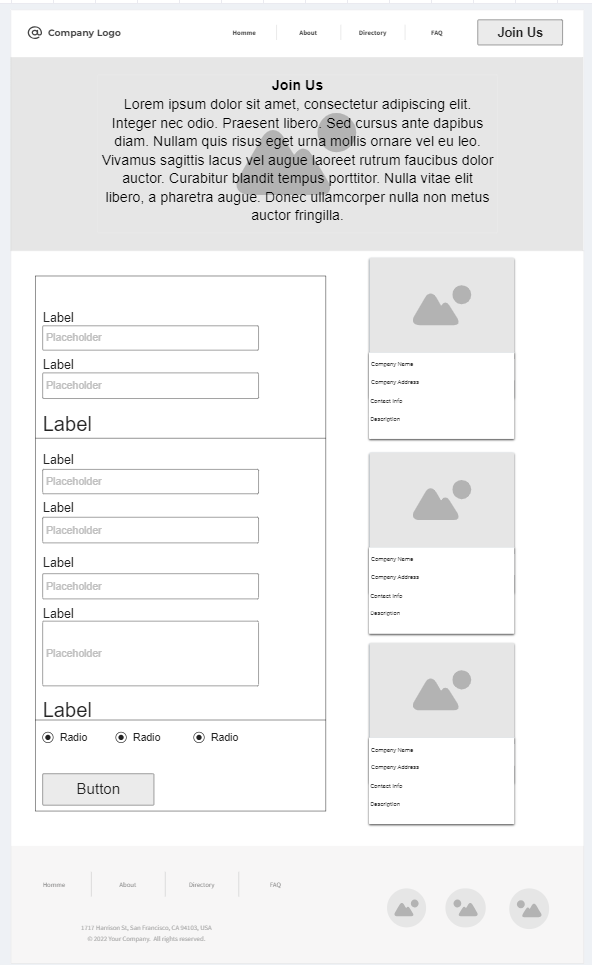 @ Company Logo
Homme
About
Directory
FAQ
Join Us
Join Us
Lorem ipsum dolor sit amet, consectetur adipiscing elit.
Integer nec odio. Praesent libero. Sed cursus ante dapibus
diam. Nullam quis risus eget urna mollis ornare vel eu leo.
Vivamus sagittis lacus vel augue laoreet rutrum faucibus dolor
auctor. Curabitur blandit tempus porttitor. Nulla vitae elit
libero, a pharetra augue. Donec ullamcorper nulla non metus
auctor fringilla.
Label
Placeholder
Label
Placeholder
Label
Label
Placeholder
Label
Placeholder
Label
Placeholder
Label
Placeholder
Label
Radio
Radio
Radio
Button
Company Name
Company Address
Contact Info
Description
Company Name
Company Address
Contact Info
Description
Company Name
Company Address
Contact Info
Description
Homme
About
Directory
FAQ
1717 Harrison St, San Francisco, CA 94103, USA
© 2022 Your Company. All rights reserved.